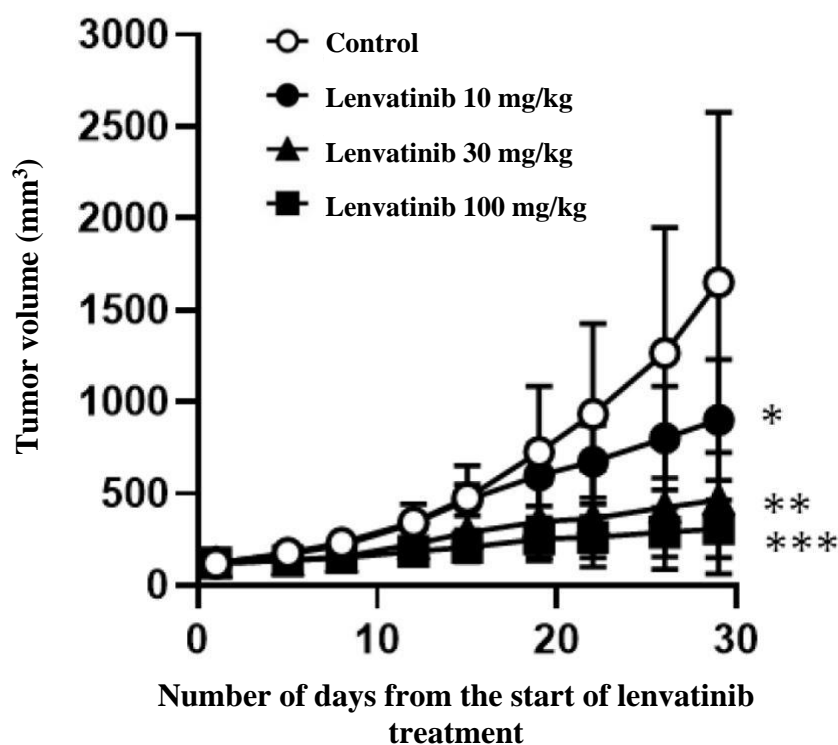 3000
2500
2000
1500
1000
500
0
Tumor volume (mm³)
Control
Lenvatinib 10 mg/kg
Lenvatinib 30 mg/kg
Lenvatinib 100 mg/kg
*
**
***
0 10 20 30
Number of days from the start of lenvatinib
treatment